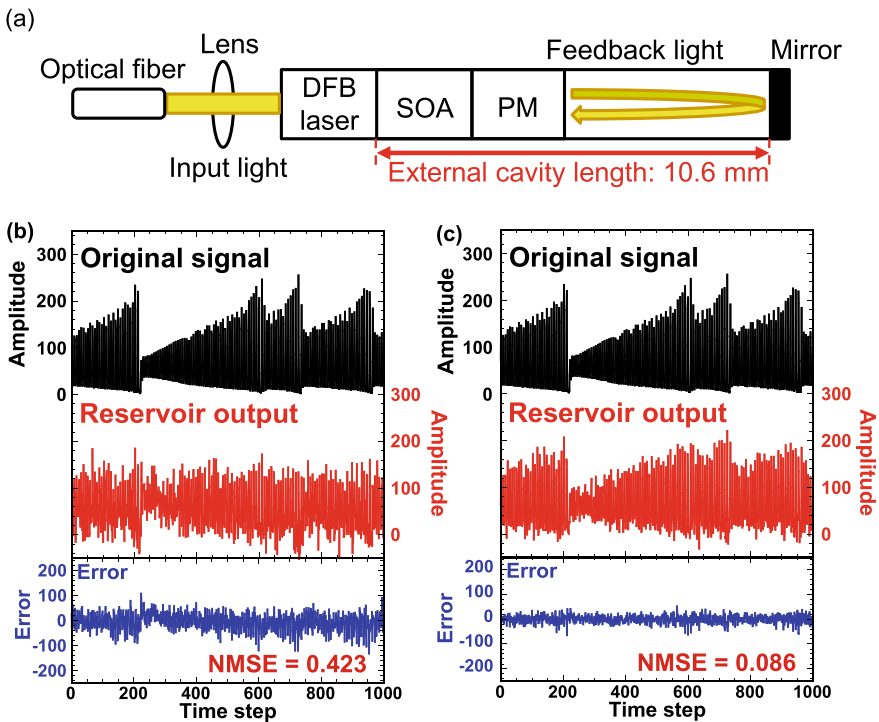 (a)
Lens
Optical fiber
Feedback light
Mirror
DFB
laser
SOA
PM
Input light
External cavity length: 10.6 mm
(b)
Original signal
300
200
100
0
Amplitude
Reservoir output
300
200
100
0
Amplitude
Error
200
100
0
-100
-200
Error
NMSE = 0.423
0 200 400 600 800 1000
Time step
(c)
Original signal
300
200
100
0
Amplitude
Reservoir output
300
200
100
0
Amplitude
Error
200
100
0
-100
-200
Error
NMSE = 0.086
0 200 400 600 800 1000
Time step